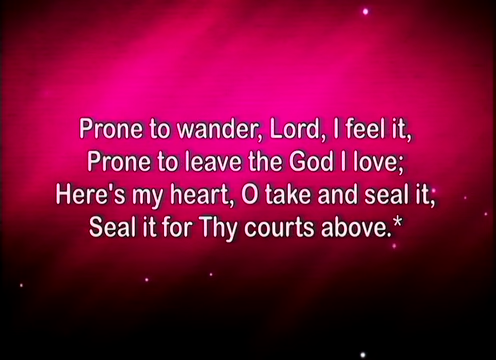 Prone to wander, Lord, I feel it,
Prone to leave the God I love;
Here's my heart, O take and seal it,
Seal it for Thy courts above.*